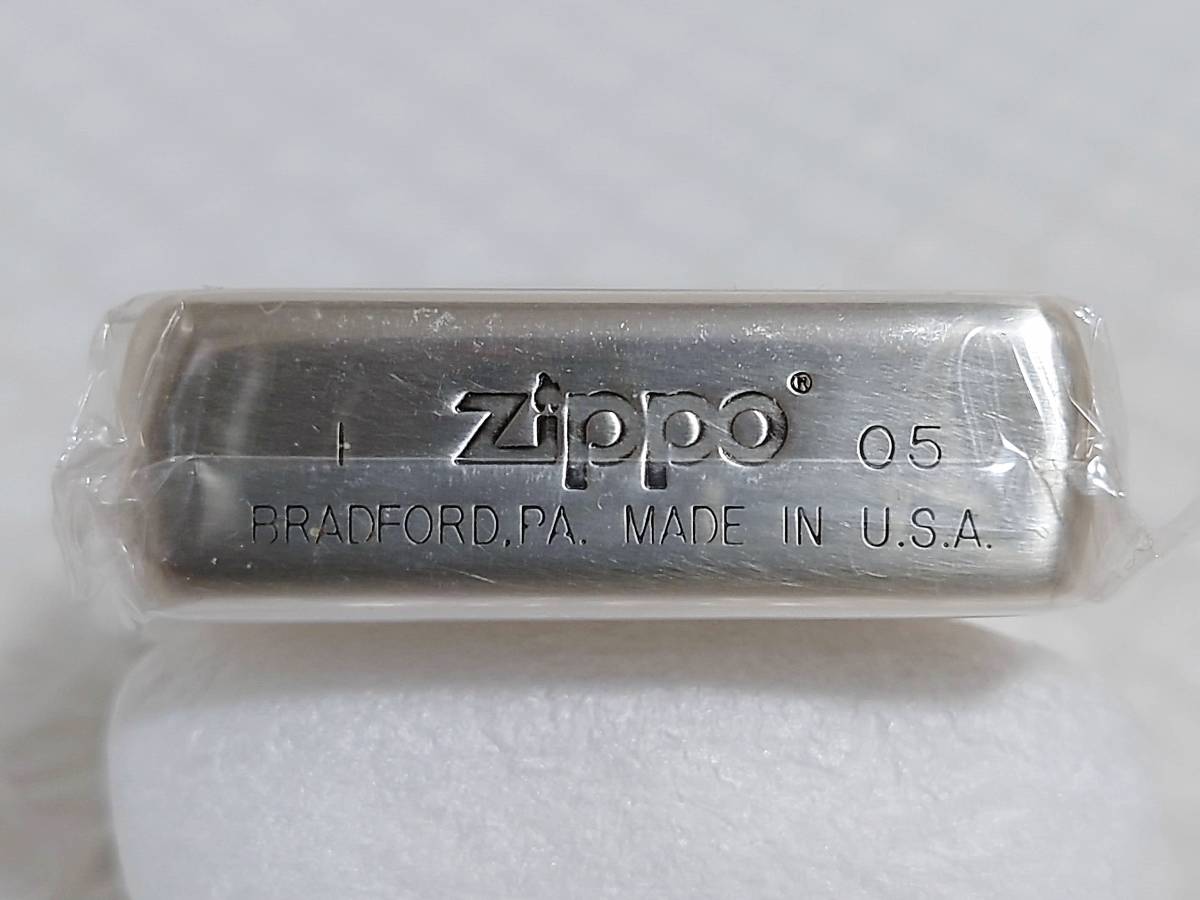 I zippo® 05
BRADFORD,PA. MADE IN U.S.A.